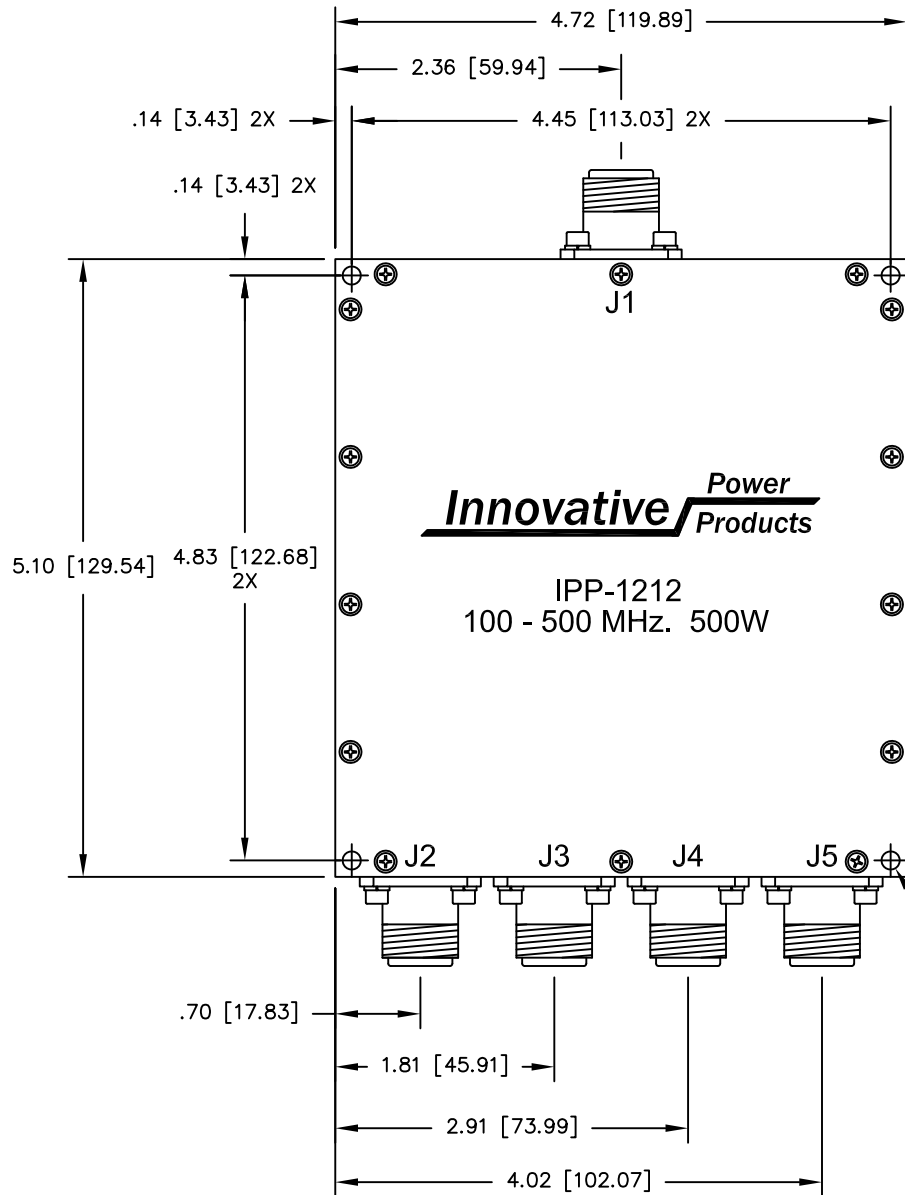 4.72 [119.89]
2.36 [59.94]
.14 [3.43] 2X
4.45 [113.03] 2X
.14 [3.43] 2X
J1
Innovative Power Products
5.10 [129.54]
4.83 [122.68]
2X
IPP-1212
100 - 500 MHz. 500W
J2 J3 J4 J5
.70 [17.83]
1.81 [45.91]
2.91 [73.99]
4.02 [102.07]